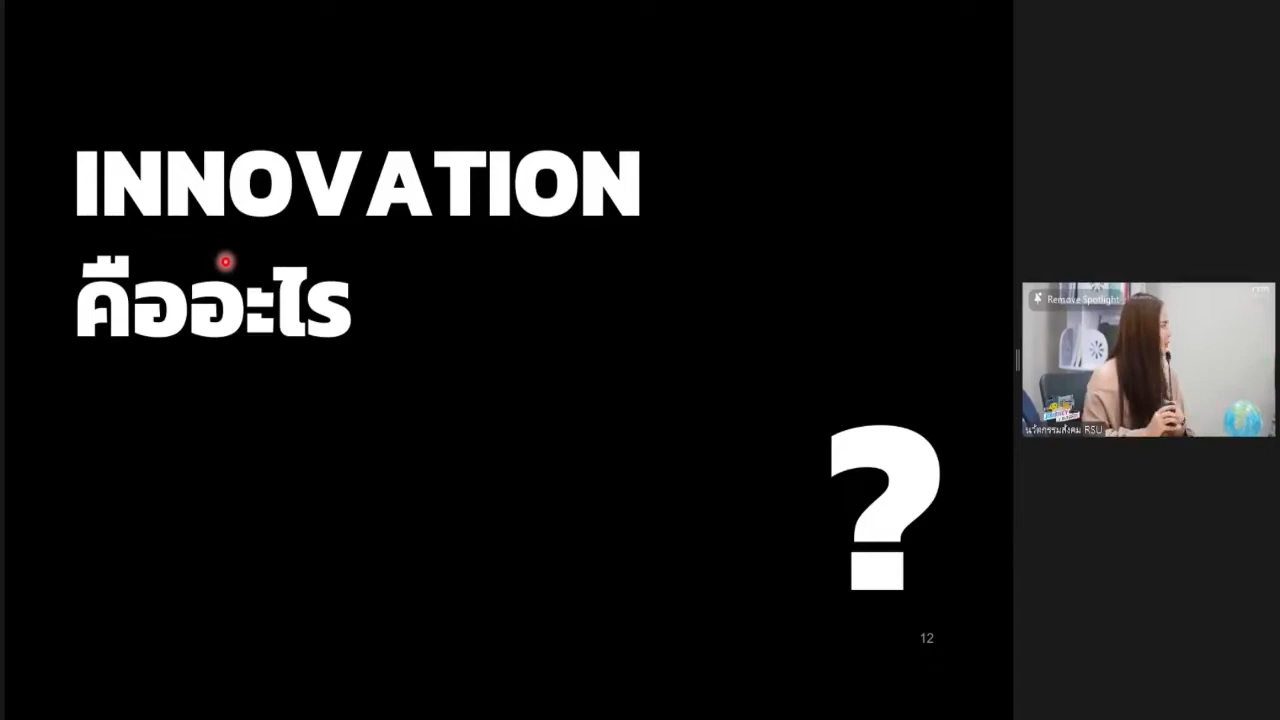 INNOVATION
คืออะไร
?
12
Remove Spotlight
นวัตกรรมสังคม RSU